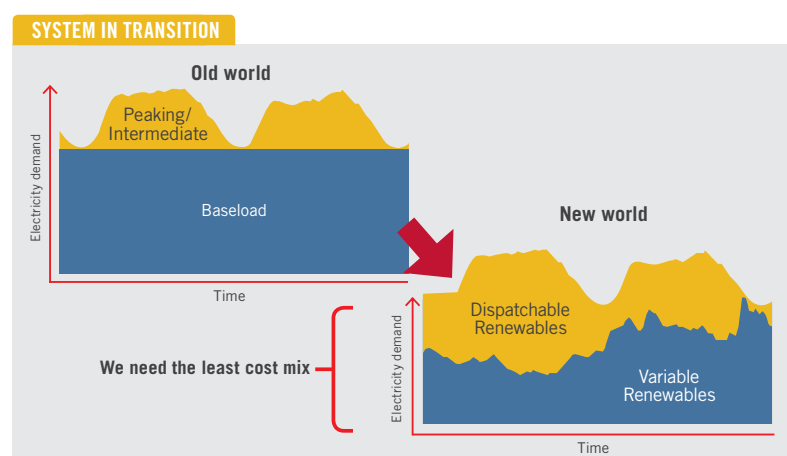 SYSTEM IN TRANSITION
Old world
Electricity demand
Peaking/
Intermediate
Baseload
Time
New world
Electricity demand
Dispatchable
Renewables
Variable
Renewables
Time
We need the least cost mix